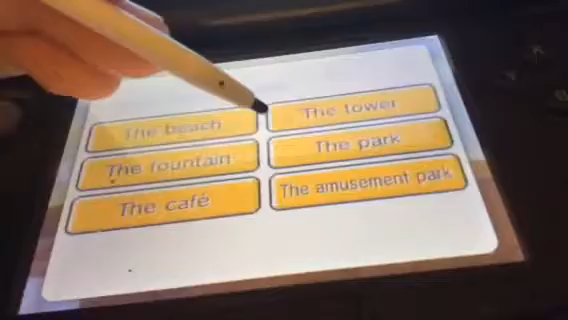 The beach
The tower
The fountain
The park
The café
The amusement park